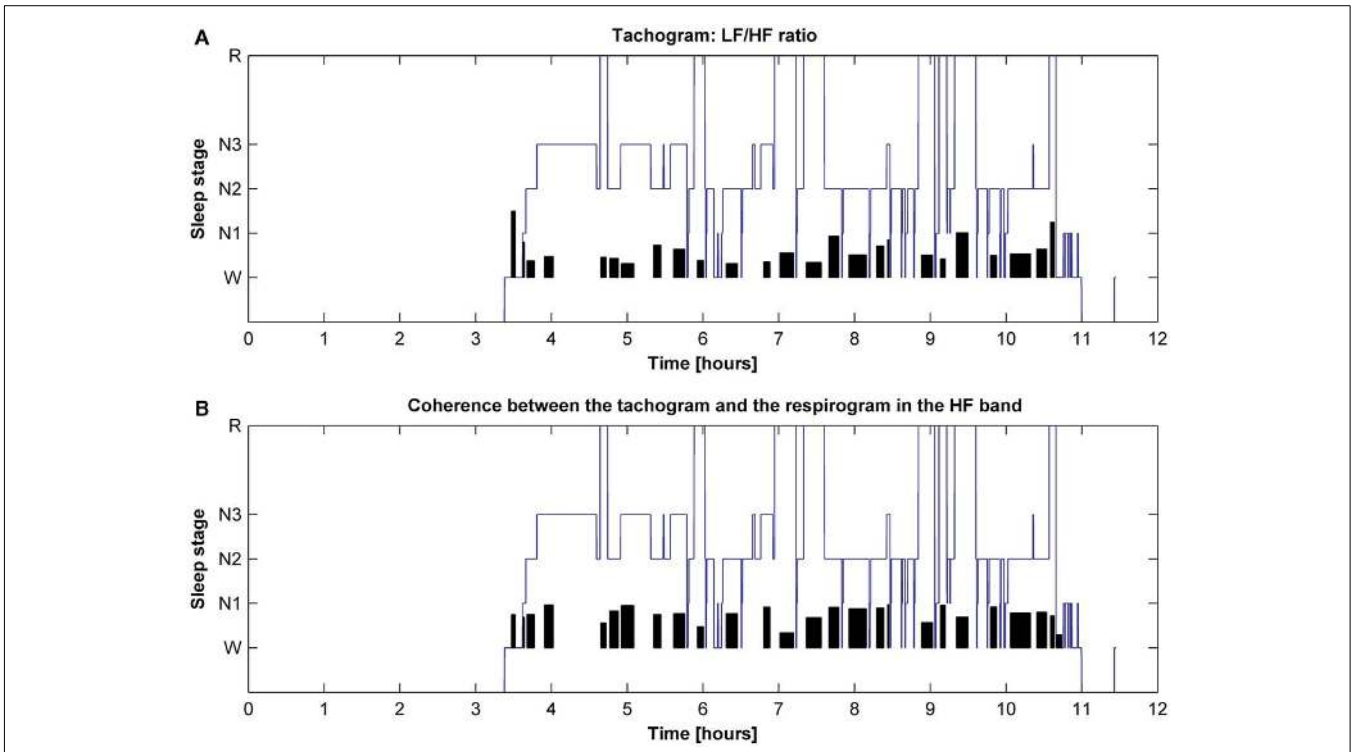 A
Tachogram: LF/HF ratio
R
N3
N2
N1
W
Sleep stage
0 1 2 3 4 5 6 7 8 9 10 11 12
Time [hours]
B
Coherence between the tachogram and the respirogram in the HF band
R
N3
N2
N1
W
Sleep stage
0 1 2 3 4 5 6 7 8 9 10 11 12
Time [hours]